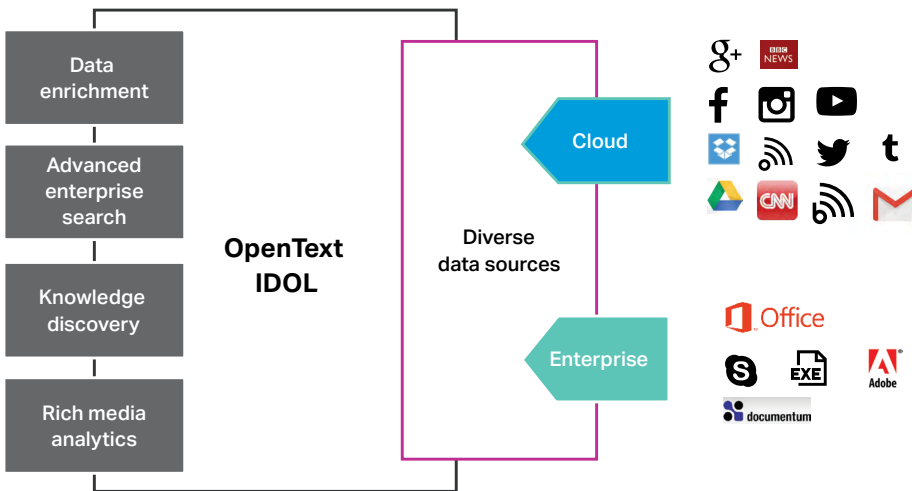 Data
enrichment
Advanced
enterprise
search
Knowledge
discovery
Rich media
analytics
OpenText
IDOL
Diverse
data sources
Cloud
Enterprise
g+
BBC
NEWS
f
t
CNN
b
M
Office
S
EXE
Adobe
documentum